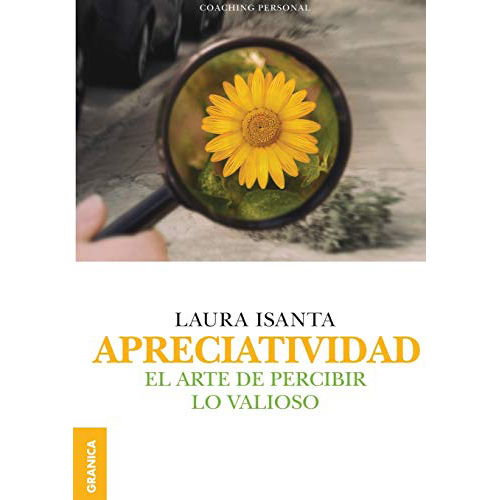 COACHING PERSONAL
LAURA ISANTA
APRECIATIVIDAD
EL ARTE DE PERCIBIR
LO VALIOSO
GRANICA